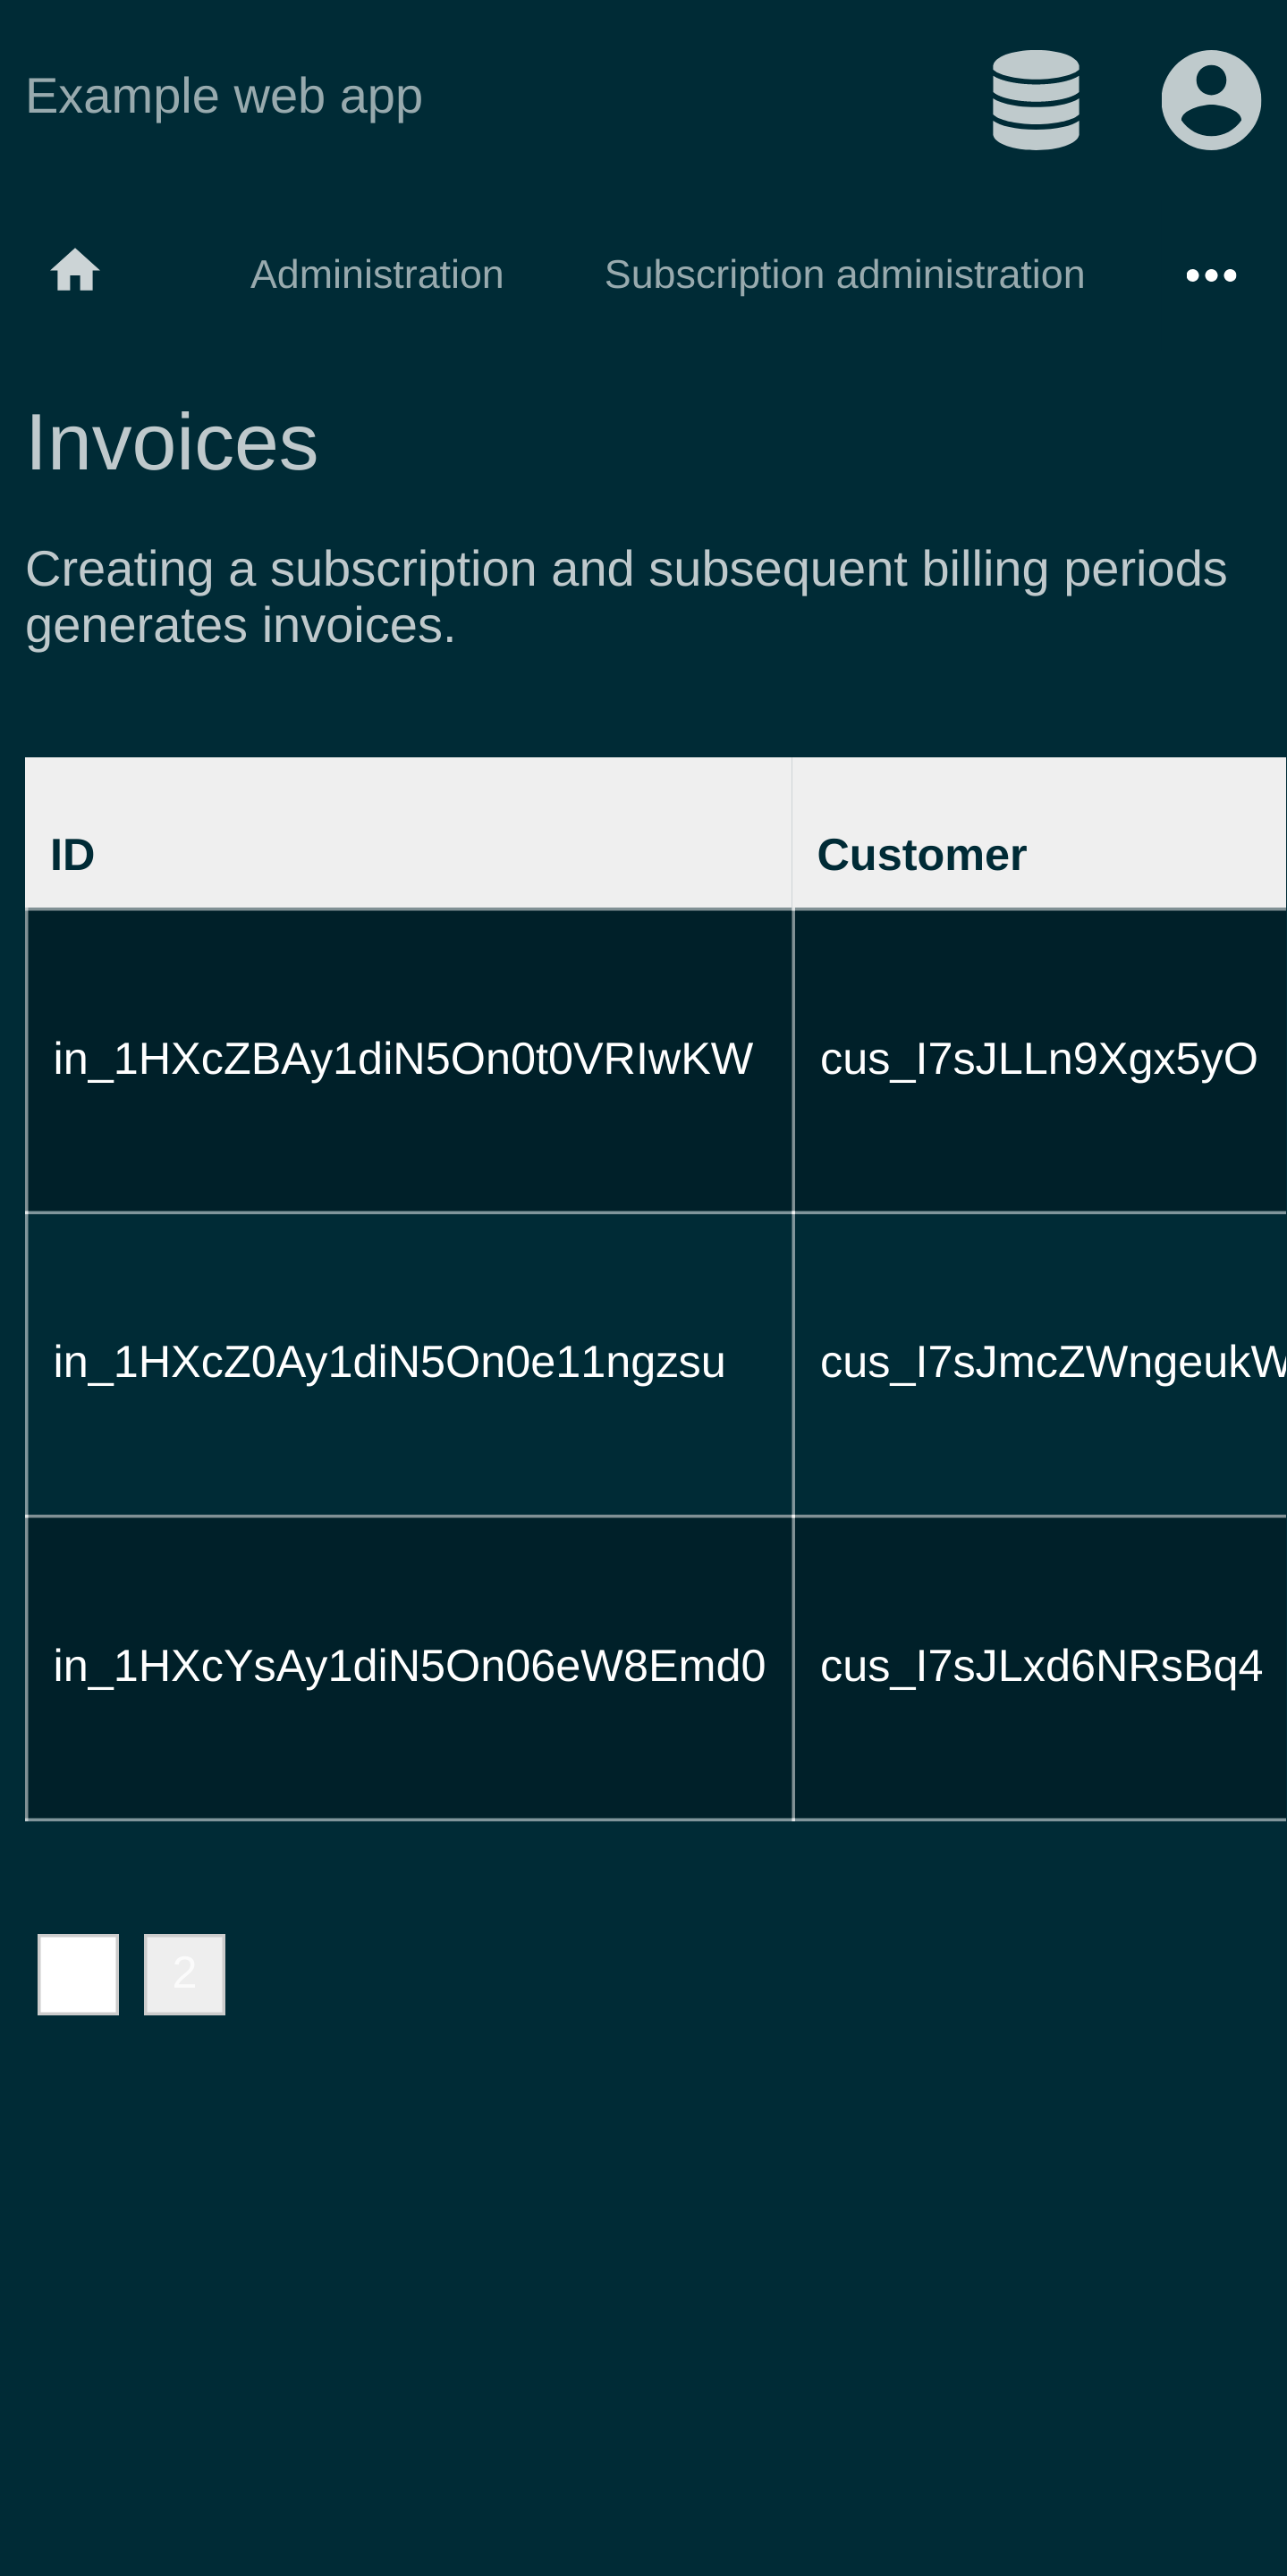 Example web app
Administration Subscription administration
Invoices
Creating a subscription and subsequent billing periods
generates invoices.
ID Customer
in_1HXcZBAy1diN5On0t0VRIwKW cus_I7sJLLn9Xgx5yO
in_1HXcZ0Ay1diN5On0e11ngzsu cus_I7sJmcZWngeukW
in_1HXcYsAy1diN5On06eW8Emd0 cus_I7sJLxd6NRsBq4
2